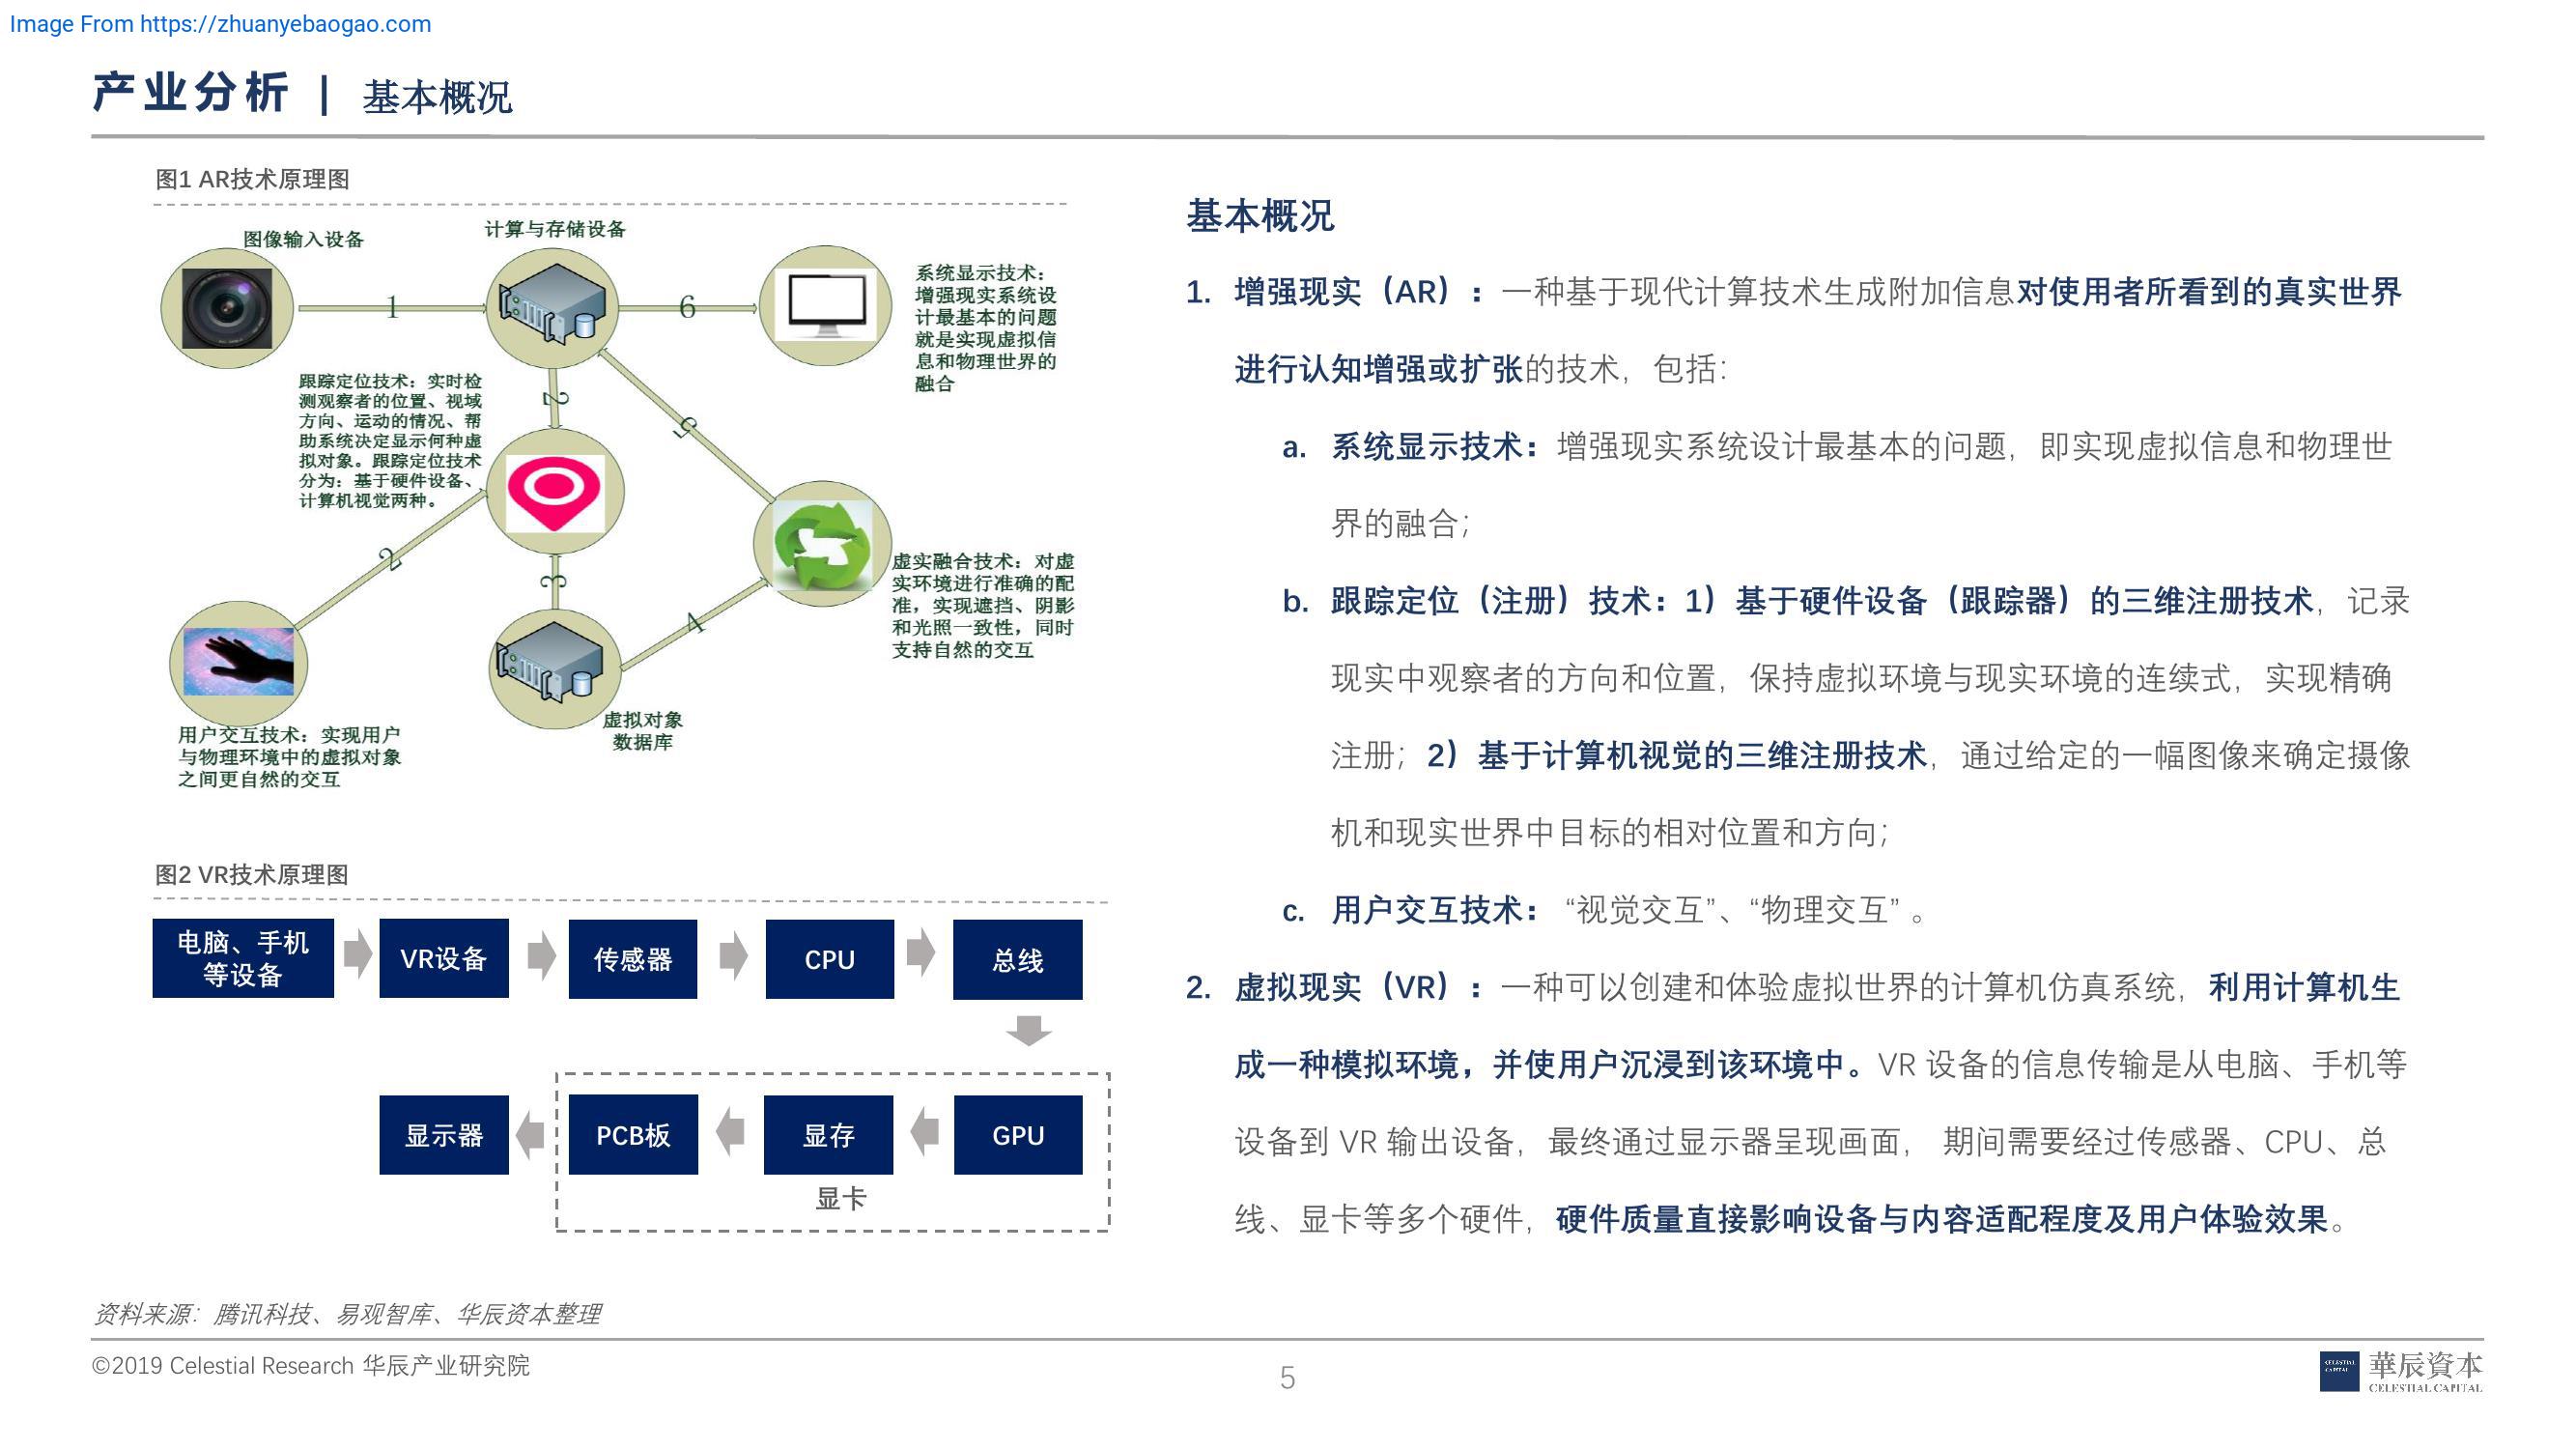 Image From https://zhuanyebaogao.com
产业分析 | 基本概况
图1 AR技术原理图
图像输入设备
计算与存储设备
1
6
系统显示技术：
增强现实系统设
计最基本的问题
就是实现虚拟信
息和物理世界的
融合
跟踪定位技术：实时检
测观察者的位置、视域
方向、运动的情况、帮
助系统决定显示何种虚
拟对象。跟踪定位技术
分为：基于硬件设备、
计算机视觉两种。
2
5
2
3
4
虚实融合技术：对虚
实环境进行准确的配
准，实现遮挡、阴影
和光照一致性，同时
支持自然的交互
虚拟对象
数据库
用户交互技术：实现用户
与物理环境中的虚拟对象
之间更自然的交互
图2 VR技术原理图
电脑、手机
等设备
VR设备
传感器
CPU
总线
显示器
PCB板
显存
GPU
显卡
基本概况
1. 增强现实（AR）：一种基于现代计算技术生成附加信息对使用者所看到的真实世界
进行认知增强或扩张的技术，包括：
a. 系统显示技术：增强现实系统设计最基本的问题，即实现虚拟信息和物理世
界的融合；
b. 跟踪定位（注册）技术：1）基于硬件设备（跟踪器）的三维注册技术，记录
现实中观察者的方向和位置，保持虚拟环境与现实环境的连续式，实现精确
注册；2）基于计算机视觉的三维注册技术，通过给定的一幅图像来确定摄像
机和现实世界中目标的相对位置和方向；
c. 用户交互技术： “视觉交互”、“物理交互” 。
2. 虚拟现实（VR）：一种可以创建和体验虚拟世界的计算机仿真系统，利用计算机生
成一种模拟环境，并使用户沉浸到该环境中。VR 设备的信息传输是从电脑、手机等
设备到 VR 输出设备，最终通过显示器呈现画面， 期间需要经过传感器、CPU、总
线、显卡等多个硬件，硬件质量直接影响设备与内容适配程度及用户体验效果。
资料来源：腾讯科技、易观智库、华辰资本整理
©2019 Celestial Research 华辰产业研究院
5
CELESTIAL
CAPITAL
華辰資本
CELESTIAL CAPITAL